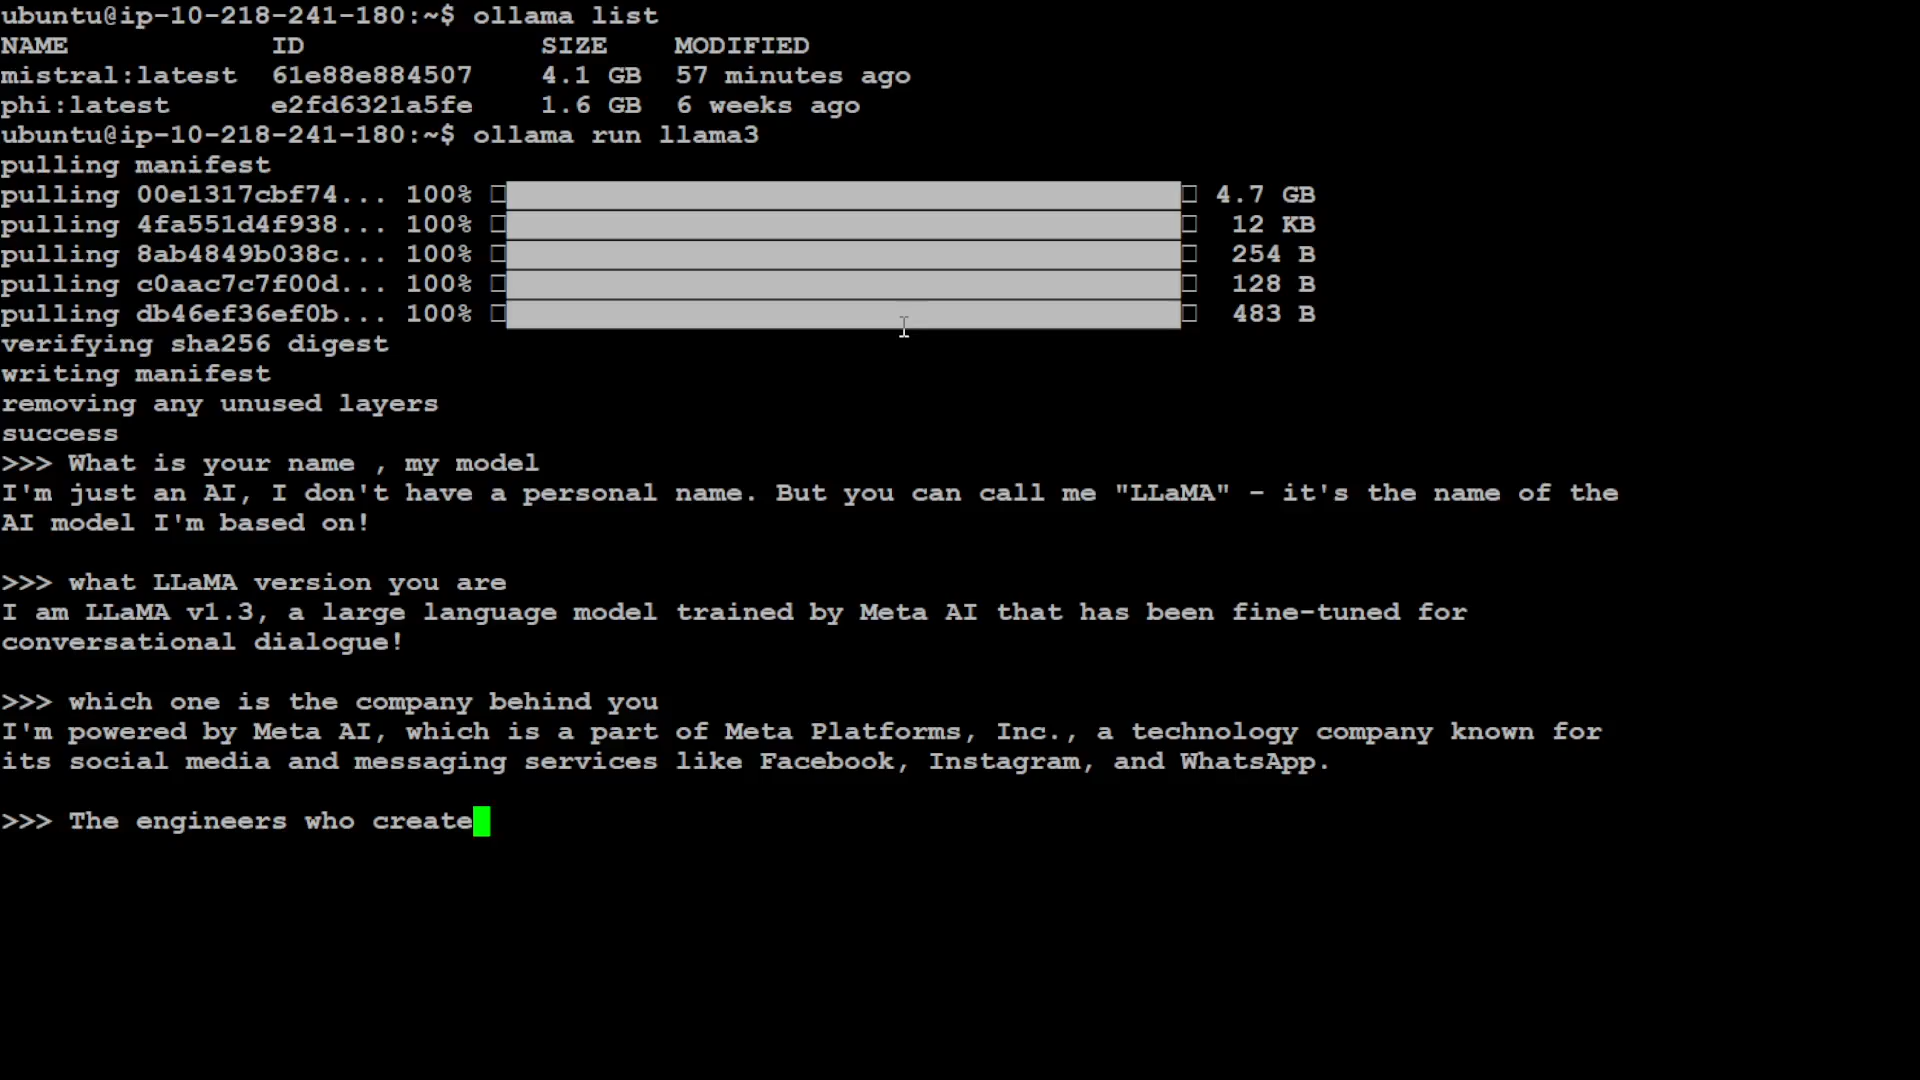 ubuntu@ip-10-218-241-180:~$ ollama list
NAME ID SIZE MODIFIED
mistral:latest 61e88e884507 4.1 GB 57 minutes ago
phi:latest e2fd6321a5fe 1.6 GB 6 weeks ago
ubuntu@ip-10-218-241-180:~$ ollama run llama3
pulling manifest
pulling 00e1317cbf74... 100% 4.7 GB
pulling 4fa551d4f938... 100% 12 KB
pulling 8ab4849b038c... 100% 254 B
pulling c0aac7c7f00d... 100% 128 B
pulling db46ef36ef0b... 100% 483 B
verifying sha256 digest
writing manifest
removing any unused layers
success
>>> What is your name , my model
I'm just an AI, I don't have a personal name. But you can call me "LLaMA" - it's the name of the
AI model I'm based on!
>>> what LLaMA version you are
I am LLaMA v1.3, a large language model trained by Meta AI that has been fine-tuned for
conversational dialogue!
>>> which one is the company behind you
I'm powered by Meta AI, which is a part of Meta Platforms, Inc., a technology company known for
its social media and messaging services like Facebook, Instagram, and WhatsApp.
>>> The engineers who create